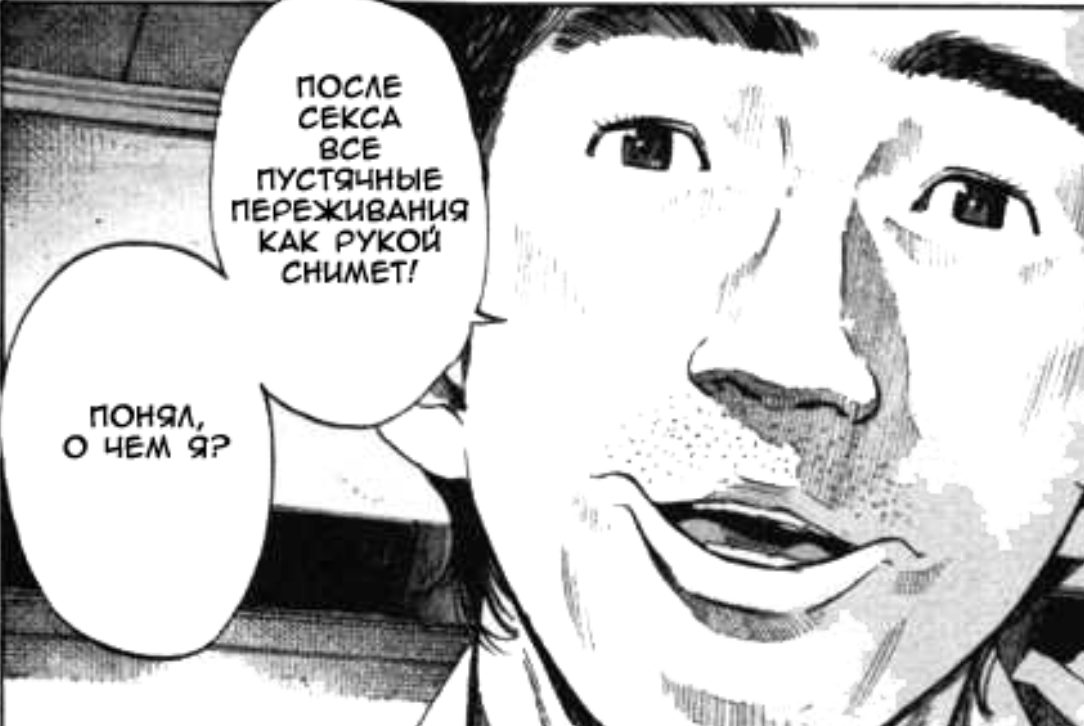 ПОСЛЕ
СЕКСА
ВСЕ
ПУСТЯЧНЫЕ
ПЕРЕЖИВАНИЯ
КАК РУКОЙ
СНИМЕТ!
ПОНЯЛ,
О ЧЕМ Я?